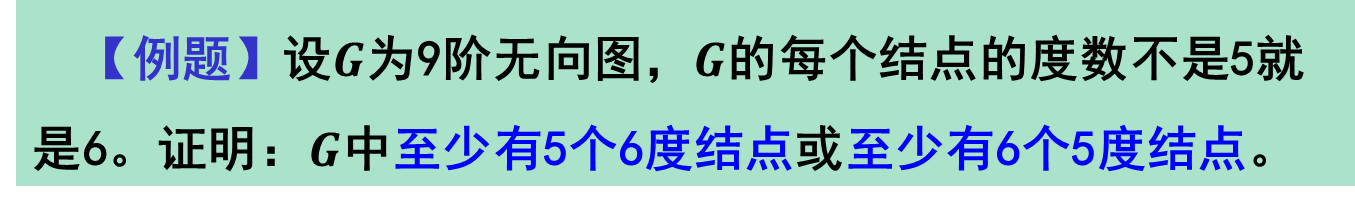 【例题】设G为9阶无向图，G的每个结点的度数不是5就
是6。证明：G中至少有5个6度结点或至少有6个5度结点。